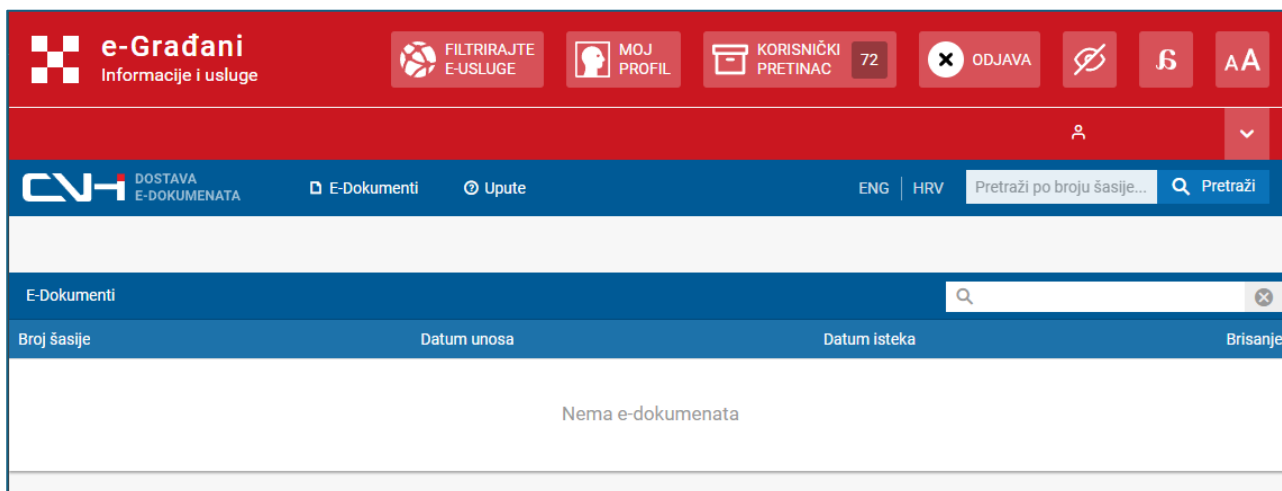 e-Građani
Informacije i usluge
FILTRIRAJTE
E-USLUGE
MOJ
PROFIL
KORISNIČKI
PRETINAC
72
ODJAVA
AA
CVH
DOSTAVA
E-DOKUMENATA
E-Dokumenti
Upute
ENG | HRV
Pretraži po broju šasije...
Pretraži
E-Dokumenti
Broj šasije
Datum unosa
Datum isteka
Brisanje
Nema e-dokumenata